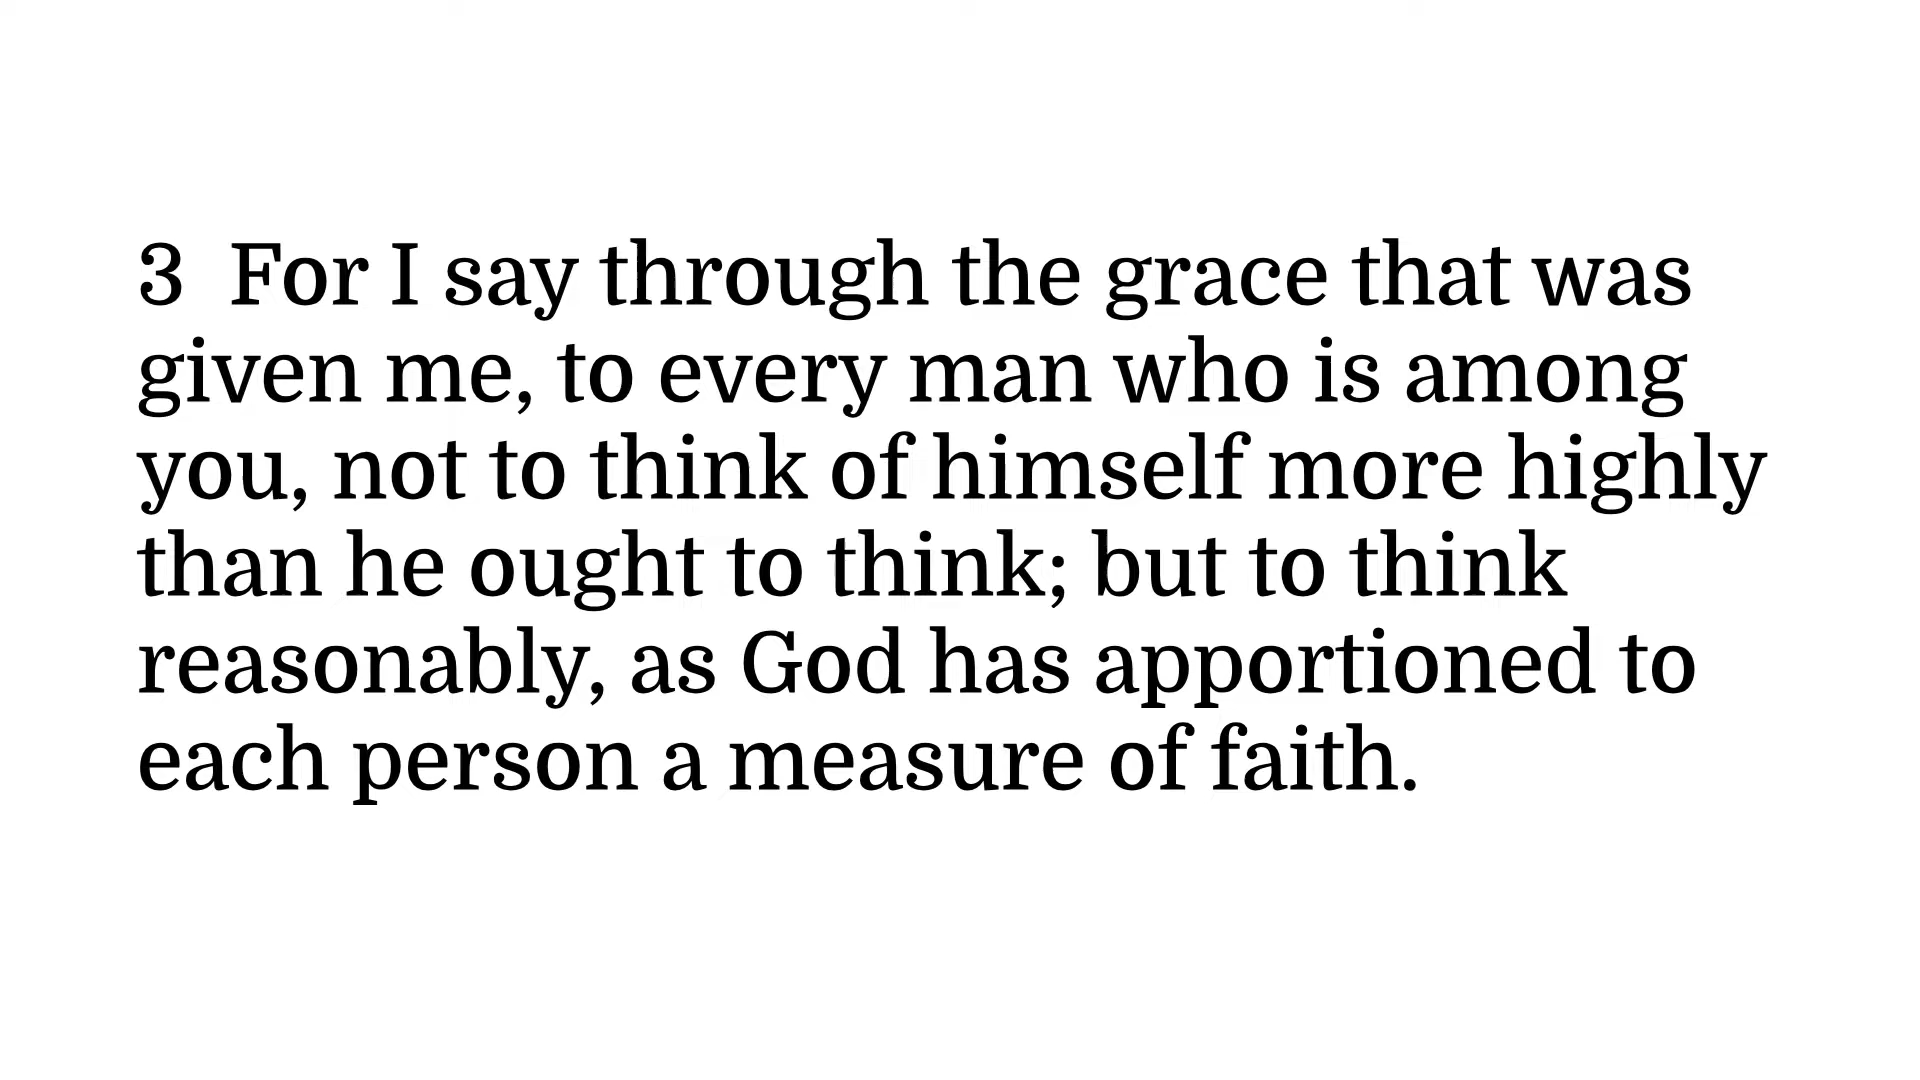 3  For I say through the grace that was
given me, to every man who is among
you, not to think of himself more highly
than he ought to think; but to think
reasonably, as God has apportioned to
each person a measure of faith.